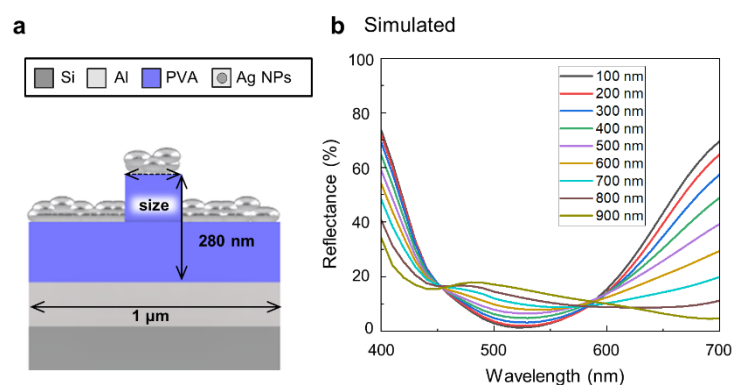 a
Si Al PVA Ag NPs
size
280 nm
1 μm
b Simulated
100
80
60
40
20
0
Reflectance (%)
100 nm
200 nm
300 nm
400 nm
500 nm
600 nm
700 nm
800 nm
900 nm
400 500 600 700
Wavelength (nm)